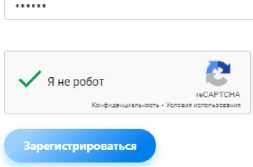 ••••••
Я не робот
reCAPTCHA
Конфиденциальность - Условия использования
Зарегистрироваться